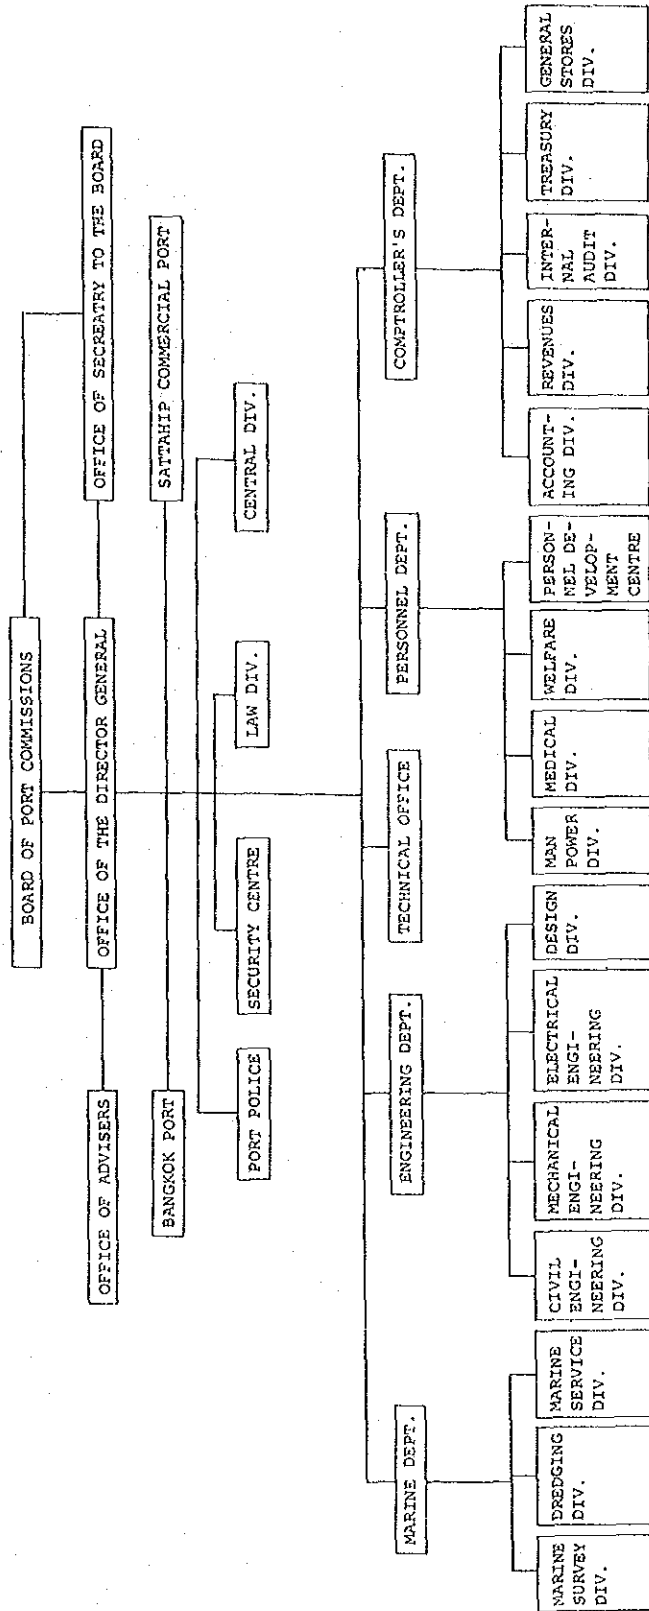 BOARD OF PORT COMMISSIONS
OFFICE OF ADVISERS
OFFICE OF THE DIRECTOR GENERAL
OFFICE OF SECREATRY TO THE BOARD
BANGKOK PORT
SATTAHIP COMMERCIAL PORT
PORT POLICE
SECURITY CENTRE
LAW DIV.
CENTRAL DIV.
MARINE DEPT.
ENGINEERING DEPT.
TECHNICAL OFFICE
PERSONNEL DEPT.
COMPTROLLER'S DEPT.
MARINE
SURVEY
DIV.
DREDGING
DIV.
MARINE
SERVICE
DIV.
CIVIL
ENGI-
NEERING
DIV.
MECHANICAL
ENGI-
NEERING
DIV.
ELECTRICAL
ENGI-
NEERING
DIV.
DESIGN
DIV.
MAN
POWER
DIV.
MEDICAL
DIV.
WELFARE
DIV.
PERSON-
NEL DE-
VELOP-
MENT
CENTRE
ACCOUNT-
ING DIV.
REVENUES
DIV.
INTER-
NAL
AUDIT
DIV.
TREASURY
DIV.
GENERAL
STORES
DIV.